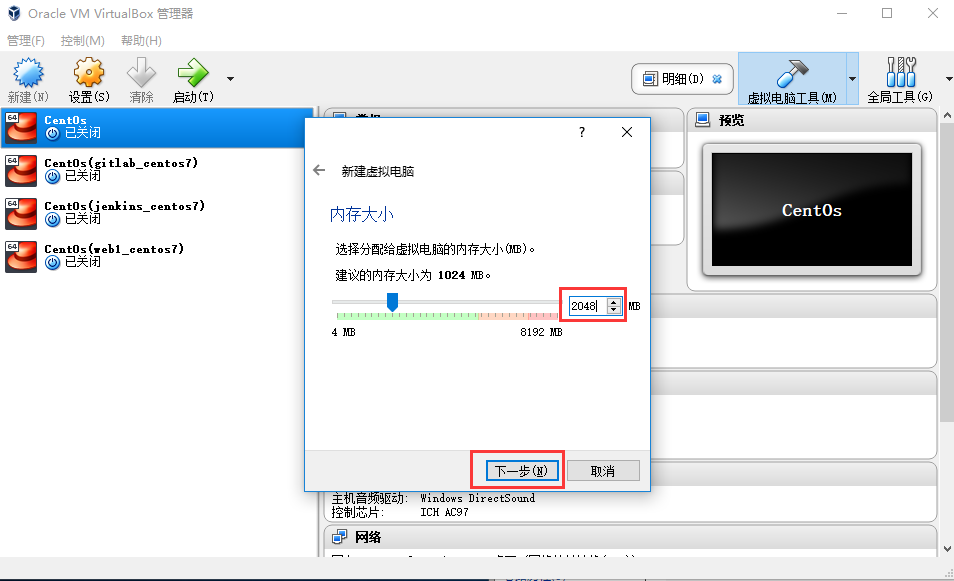 Oracle VM VirtualBox 管理器
管理(F) 控制(M) 帮助(H)
新建(N) 设置(S) 清除 启动(T) 明细(D) 虚拟电脑工具(M) 全局工具(G)
64
CentOs
已关闭
64
CentOs(gitlab_centos7)
已关闭
64
CentOs(jenkins_centos7)
已关闭
64
CentOs(web1_centos7)
已关闭
预览
CentOs
?
新建虚拟电脑
内存大小
选择分配给虚拟电脑的内存大小(MB)。
建议的内存大小为 1024 MB。
2048 MB
4 MB 8192 MB
下一步(N) 取消
主机音频驱动: Windows DirectSound
控制芯片: ICH AC97
网络